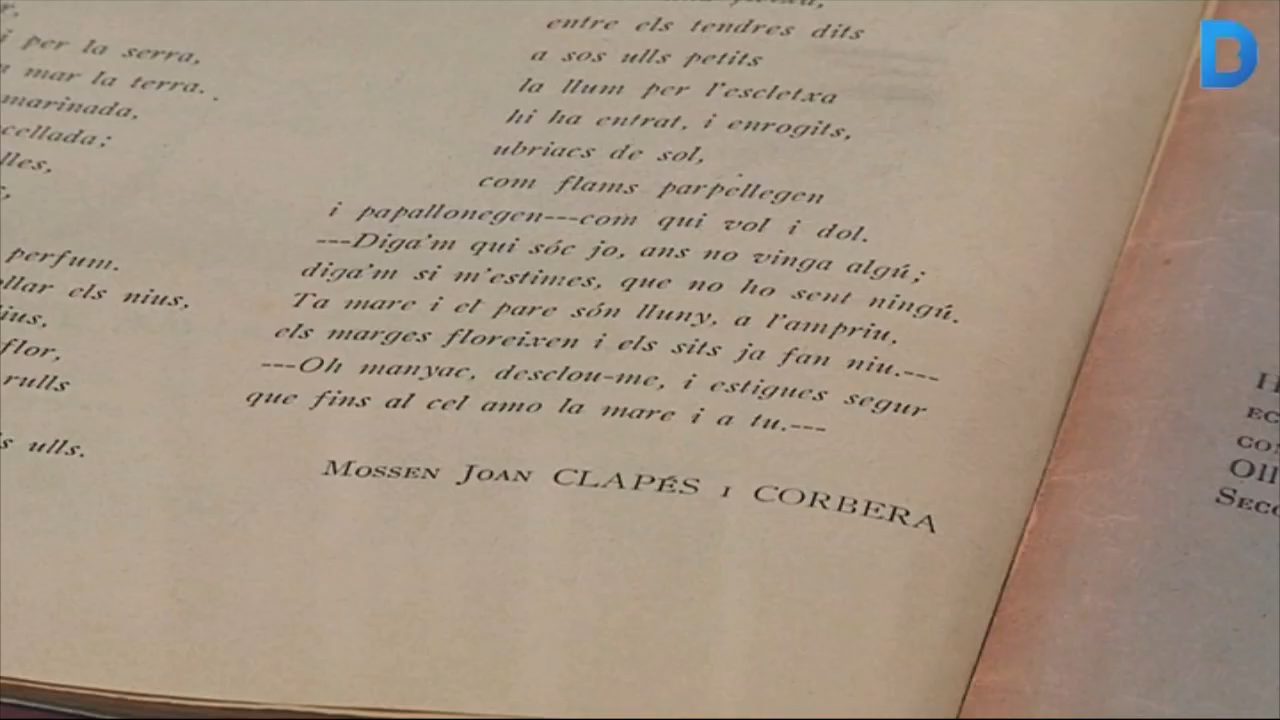 i per la serra,
mar la terra.
marinada,
perfum.
els nius,
flor,
rulls
ulls.
entre els tendres dits
a sos ulls petits
la llum per l'escletxa
hi ha entrat, i enrogits,
ubriacs de sol,
com flams parpellegen
i papallonegen---com qui vol i dol.
---Diga'm qui sóc jo, ans no vinga algú;
diga'm si m'estimes, que no ho sent ningú.
Ta mare i el pare són lluny, a l'ampriu,
els marges floreixen i els sits ja fan niu.---
---Oh manyac, desclou-me, i estigues segur
que fins al cel amo la mare i a tu.---
Mossen Joan CLAPÉS i CORBERA
B